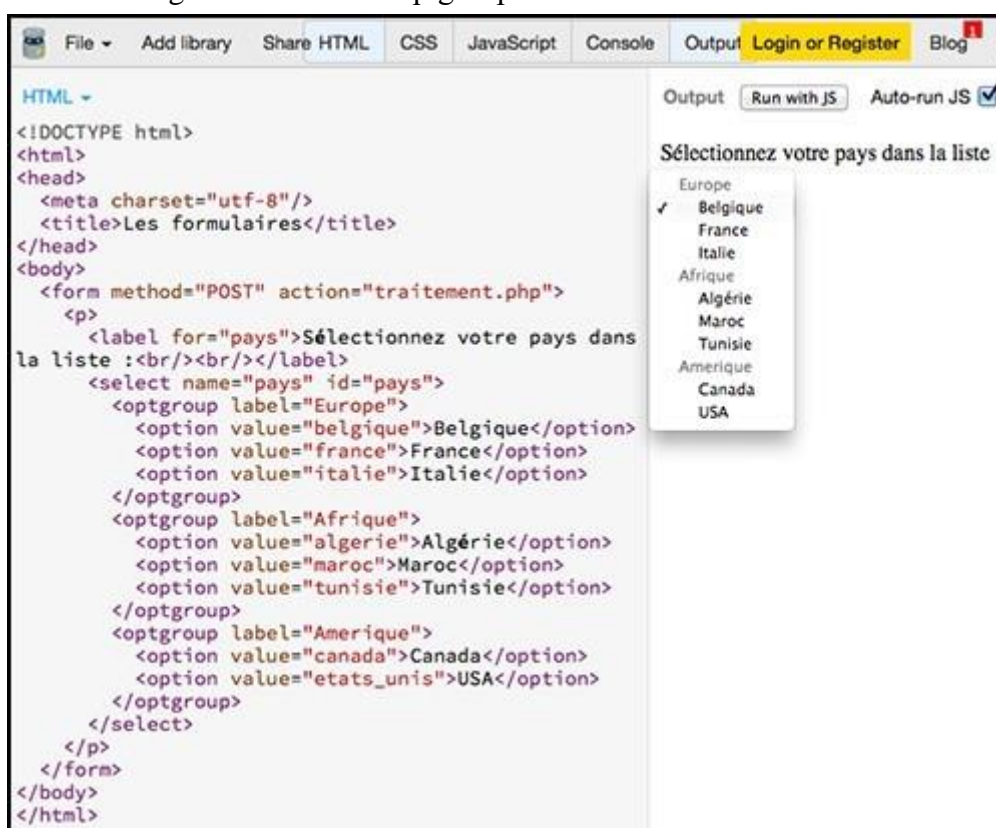 File Add library Share HTML CSS JavaScript Console Output Login or Register Blog 1
HTML
<!DOCTYPE html>
<html>
<head>
<meta charset="utf-8"/>
<title>Les formulaires</title>
</head>
<body>
<form method="POST" action="traitement.php">
<p>
<label for="pays">Sélectionnez votre pays dans
la liste :<br/><br/></label>
<select name="pays" id="pays">
<optgroup label="Europe">
<option value="belgique">Belgique</option>
<option value="france">France</option>
<option value="italie">Italie</option>
</optgroup>
<optgroup label="Afrique">
<option value="algerie">Algérie</option>
<option value="maroc">Maroc</option>
<option value="tunisie">Tunisie</option>
</optgroup>
<optgroup label="Amerique">
<option value="canada">Canada</option>
<option value="etats_unis">USA</option>
</optgroup>
</select>
</p>
</form>
</body>
</html>
Output Run with JS Auto-run JS
Sélectionnez votre pays dans la liste
Europe
Belgique
France
Italie
Afrique
Algérie
Maroc
Tunisie
Amerique
Canada
USA